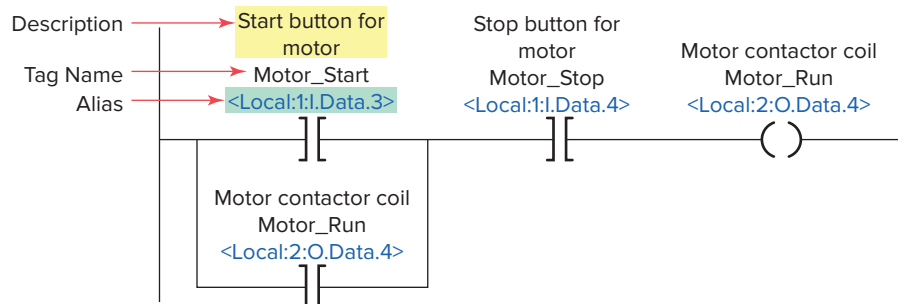 Description
Start button for
motor
Tag Name
Motor_Start
Alias
<Local:1:I.Data.3>
Stop button for
motor
Motor_Stop
<Local:1:I.Data.4>
Motor contactor coil
Motor_Run
<Local:2:O.Data.4>
Motor contactor coil
Motor_Run
<Local:2:O.Data.4>